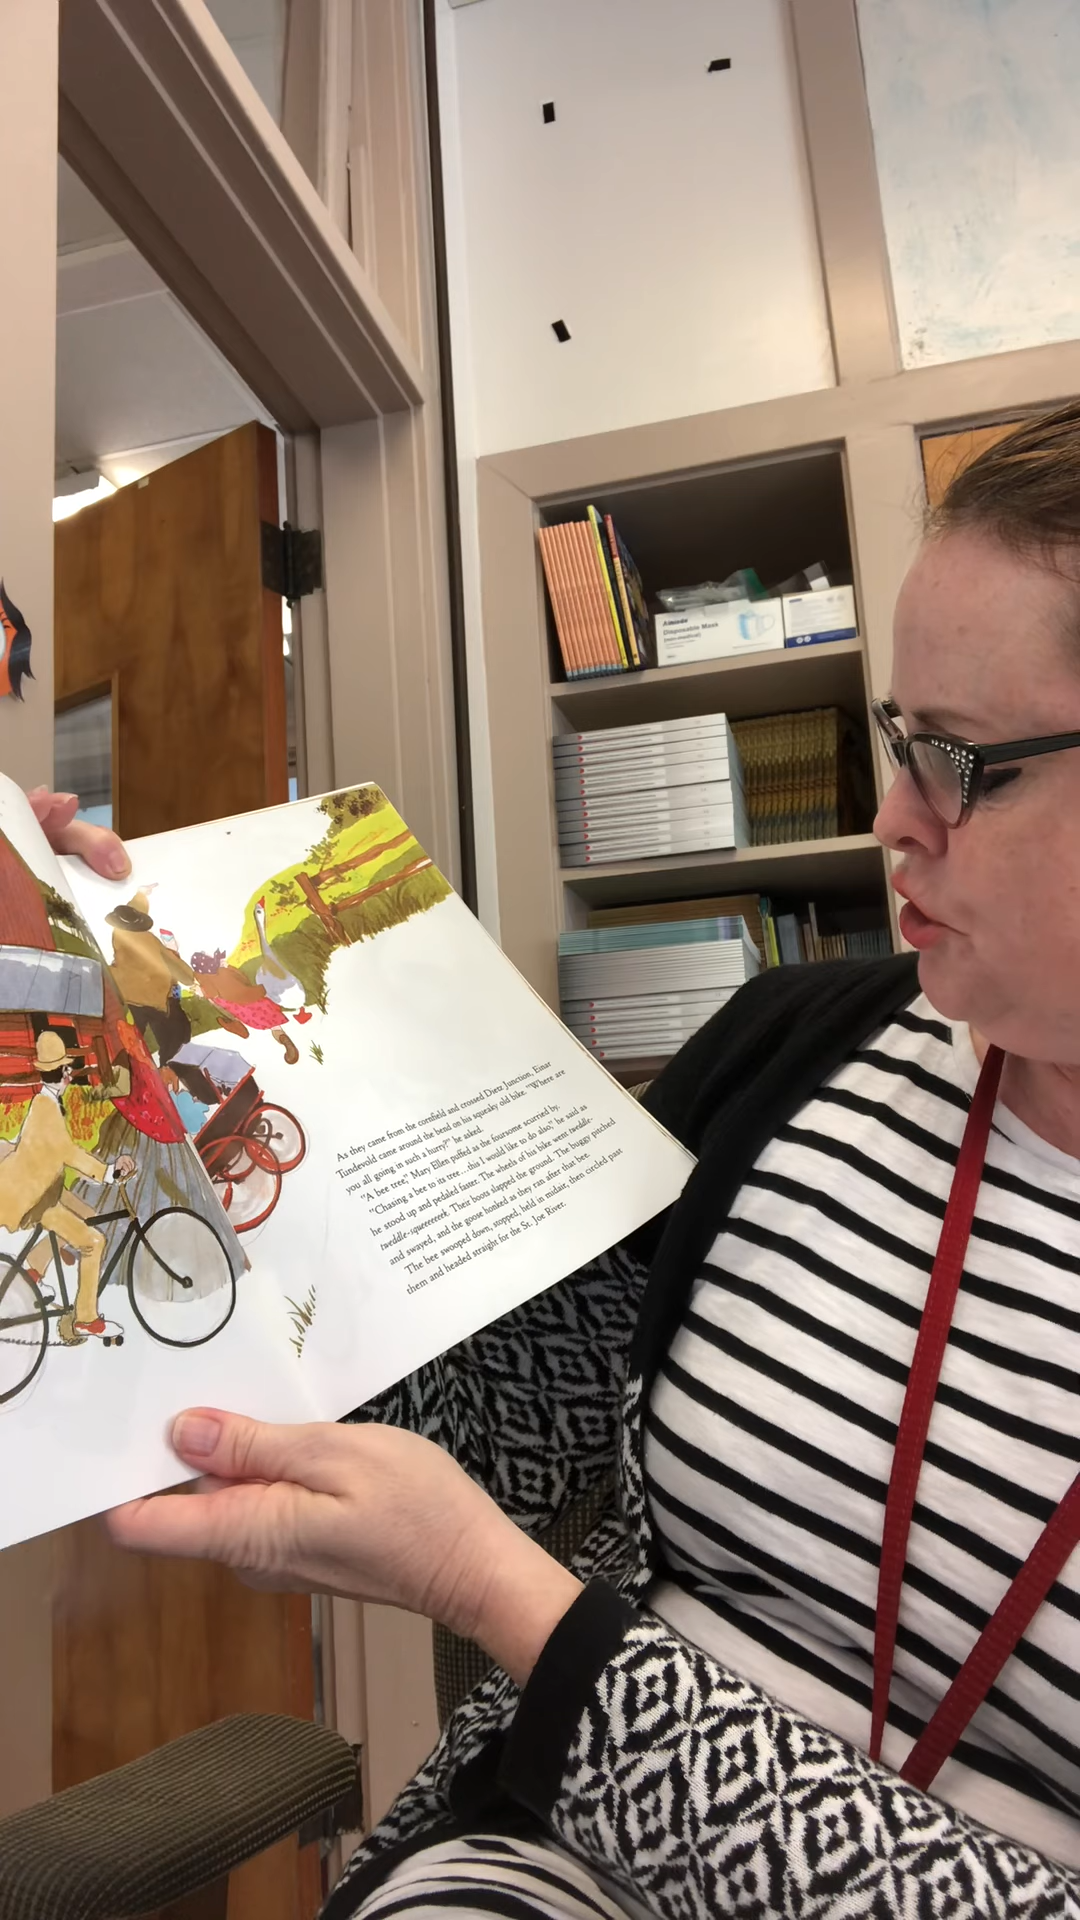 Disposable Mask
As they came from the cornfield and crossed Dietz Junction, Einar
Tundevold came around the bend on his squeaky old bike. "Where are
you all going in such a hurry?" he asked.
"A bee tree," Mary Ellen puffed as the foursome scurried by.
"Chasing a bee to its tree...this I would like to do also," he said as
he stood up and pedaled faster. The wheels of his bike went tweddle-
tweddle-squeeeeeek. Their boots slapped the ground. The buggy pitched
and swayed, and the goose honked as they ran after that bee.
The bee swooped down, stopped, held in midair, then circled past
them and headed straight for the St. Joe River.